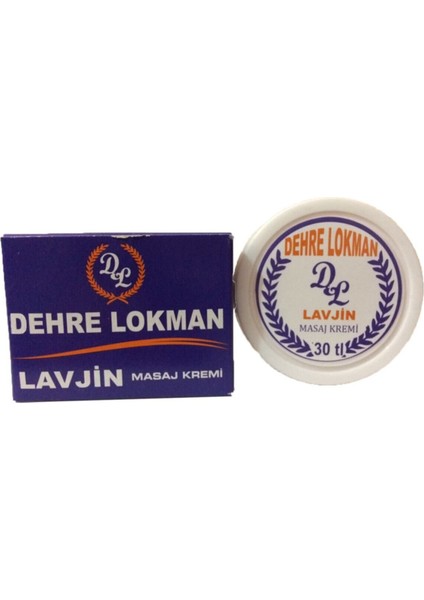 DL
DEHRE LOKMAN
LAVJİN MASAJ KREMİ
DEHRE LOKMAN
DL
LAVJİN
MASAJ KREMİ
30 tl